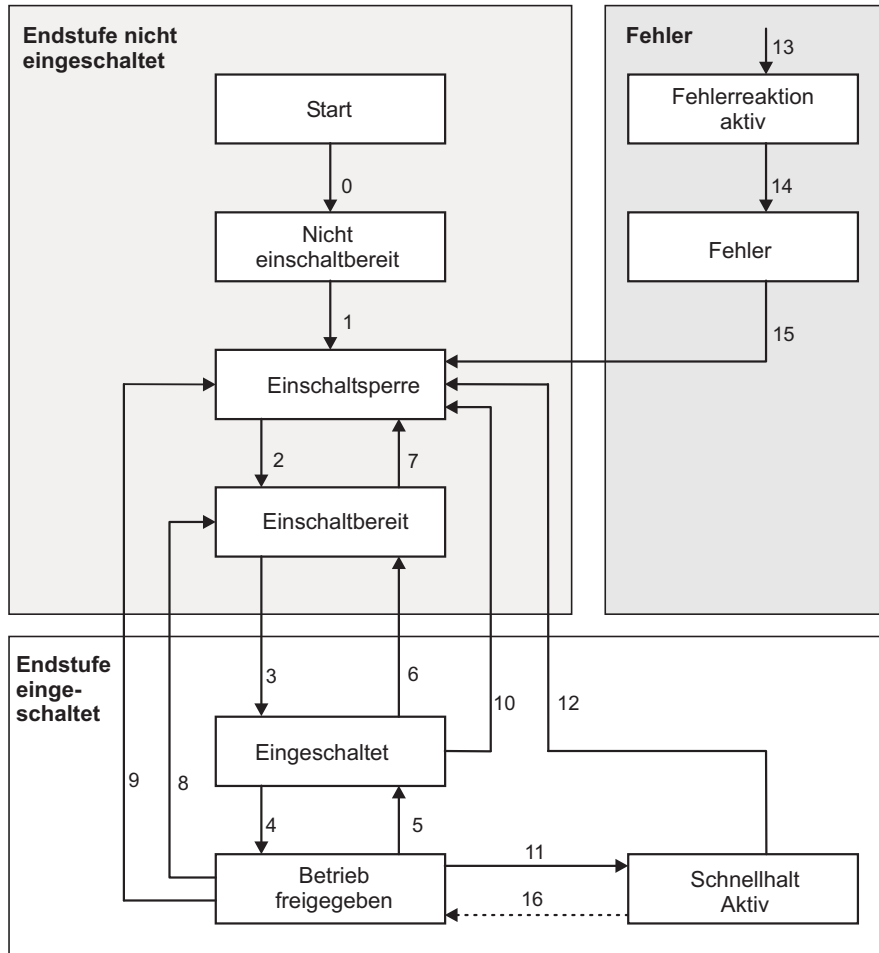 Endstufe nicht
eingeschaltet
Fehler
13
Start
Fehlerreaktion
aktiv
0
14
Nicht
einschaltbereit
Fehler
1
15
Einschaltsperre
2
7
Einschaltbereit
Endstufe
einge-
schaltet
3
6
10
12
Eingeschaltet
9
8
4
5
11
Betrieb
freigegeben
16
Schnellhalt
Aktiv